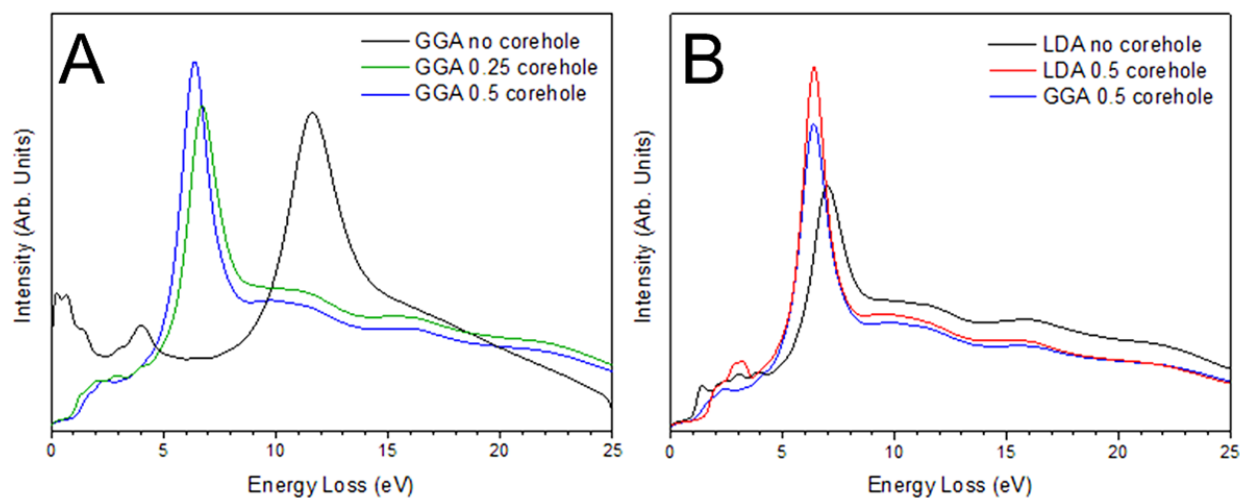 A
GGA no corehole
GGA 0.25 corehole
GGA 0.5 corehole
Intensity (Arb. Units)
0 5 10 15 20 25
Energy Loss (eV)
B
LDA no corehole
LDA 0.5 corehole
GGA 0.5 corehole
Intensity (Arb. Units)
0 5 10 15 20 25
Energy Loss (eV)